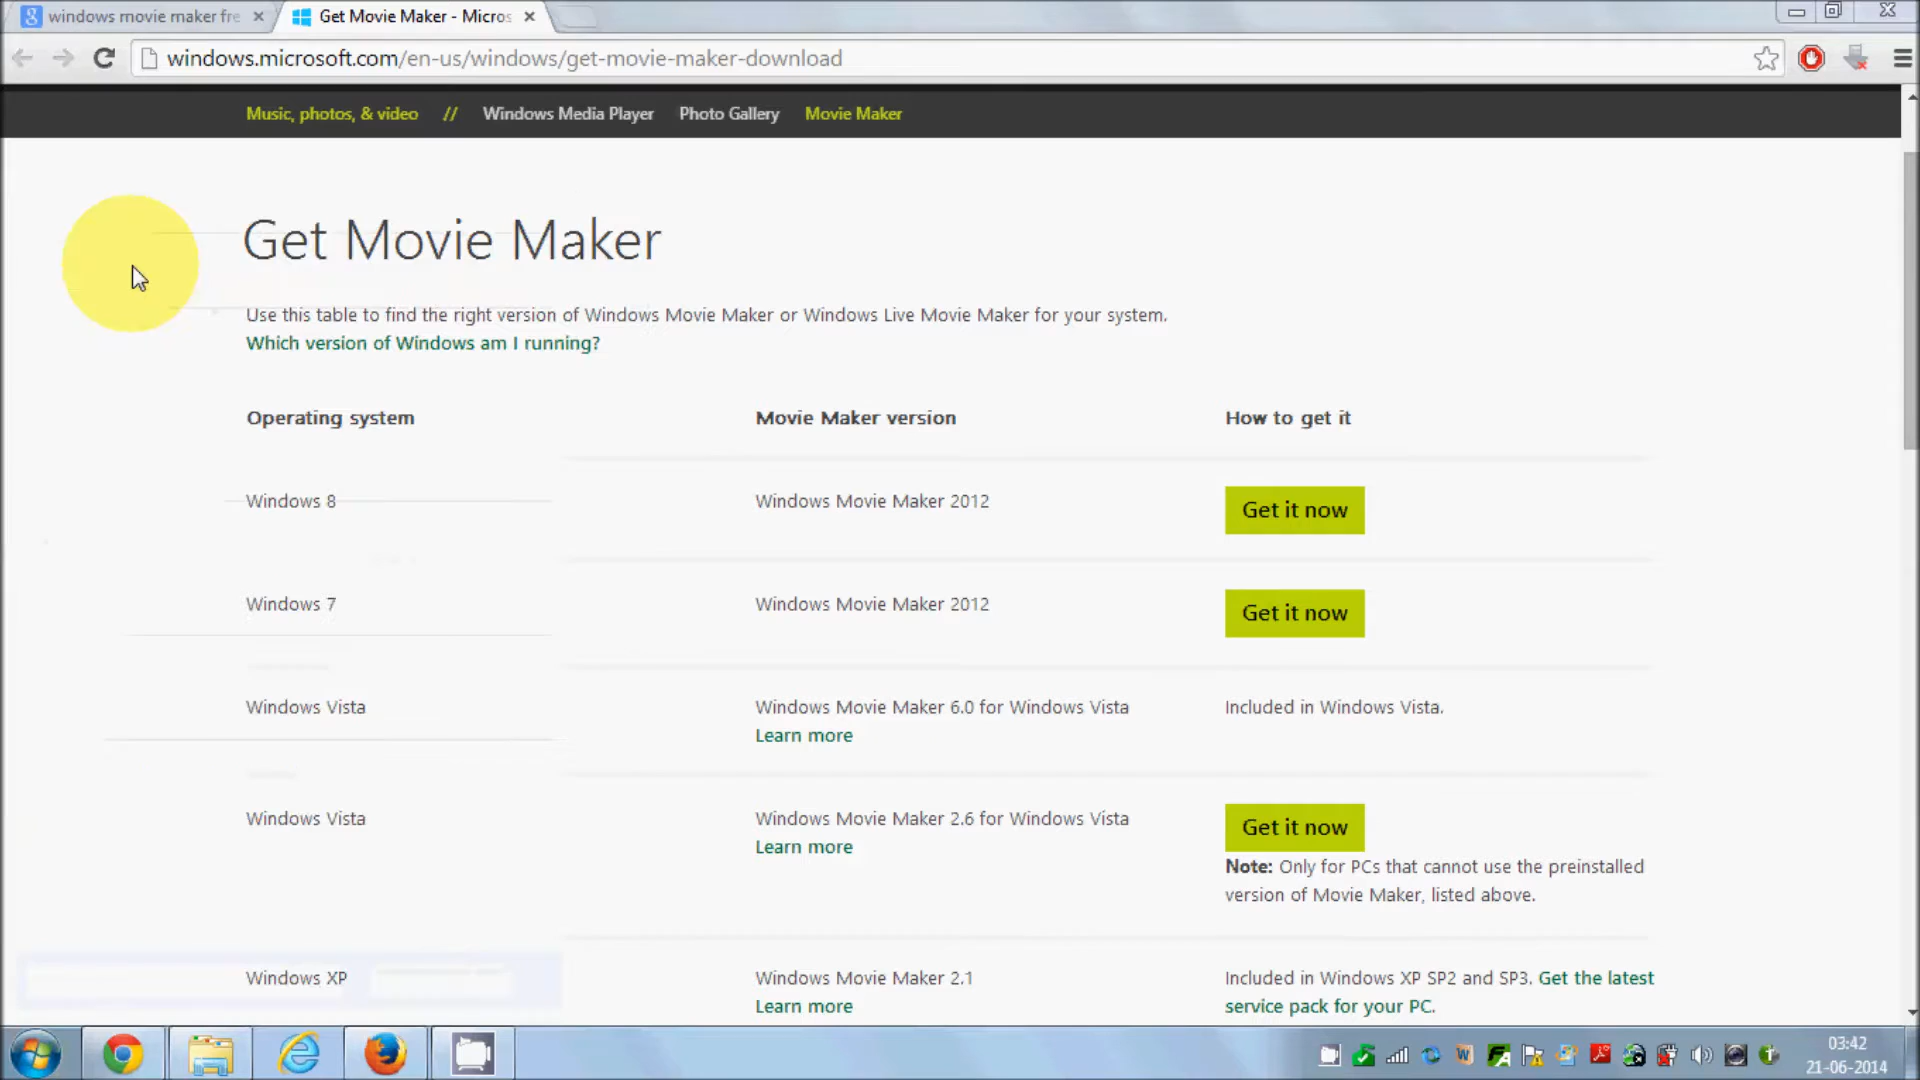 windows movie maker fre
Get Movie Maker - Micros
windows.microsoft.com/en-us/windows/get-movie-maker-download
Music, photos, & video // Windows Media Player Photo Gallery Movie Maker
Get Movie Maker
Use this table to find the right version of Windows Movie Maker or Windows Live Movie Maker for your system.
Which version of Windows am I running?
Operating system Movie Maker version How to get it
Windows 8 Windows Movie Maker 2012 Get it now
Windows 7 Windows Movie Maker 2012 Get it now
Windows Vista Windows Movie Maker 6.0 for Windows Vista Included in Windows Vista.
Learn more
Windows Vista Windows Movie Maker 2.6 for Windows Vista Get it now
Learn more
Note: Only for PCs that cannot use the preinstalled
version of Movie Maker, listed above.
Windows XP Windows Movie Maker 2.1 Included in Windows XP SP2 and SP3. Get the latest
Learn more service pack for your PC.
03:42
21-06-2014